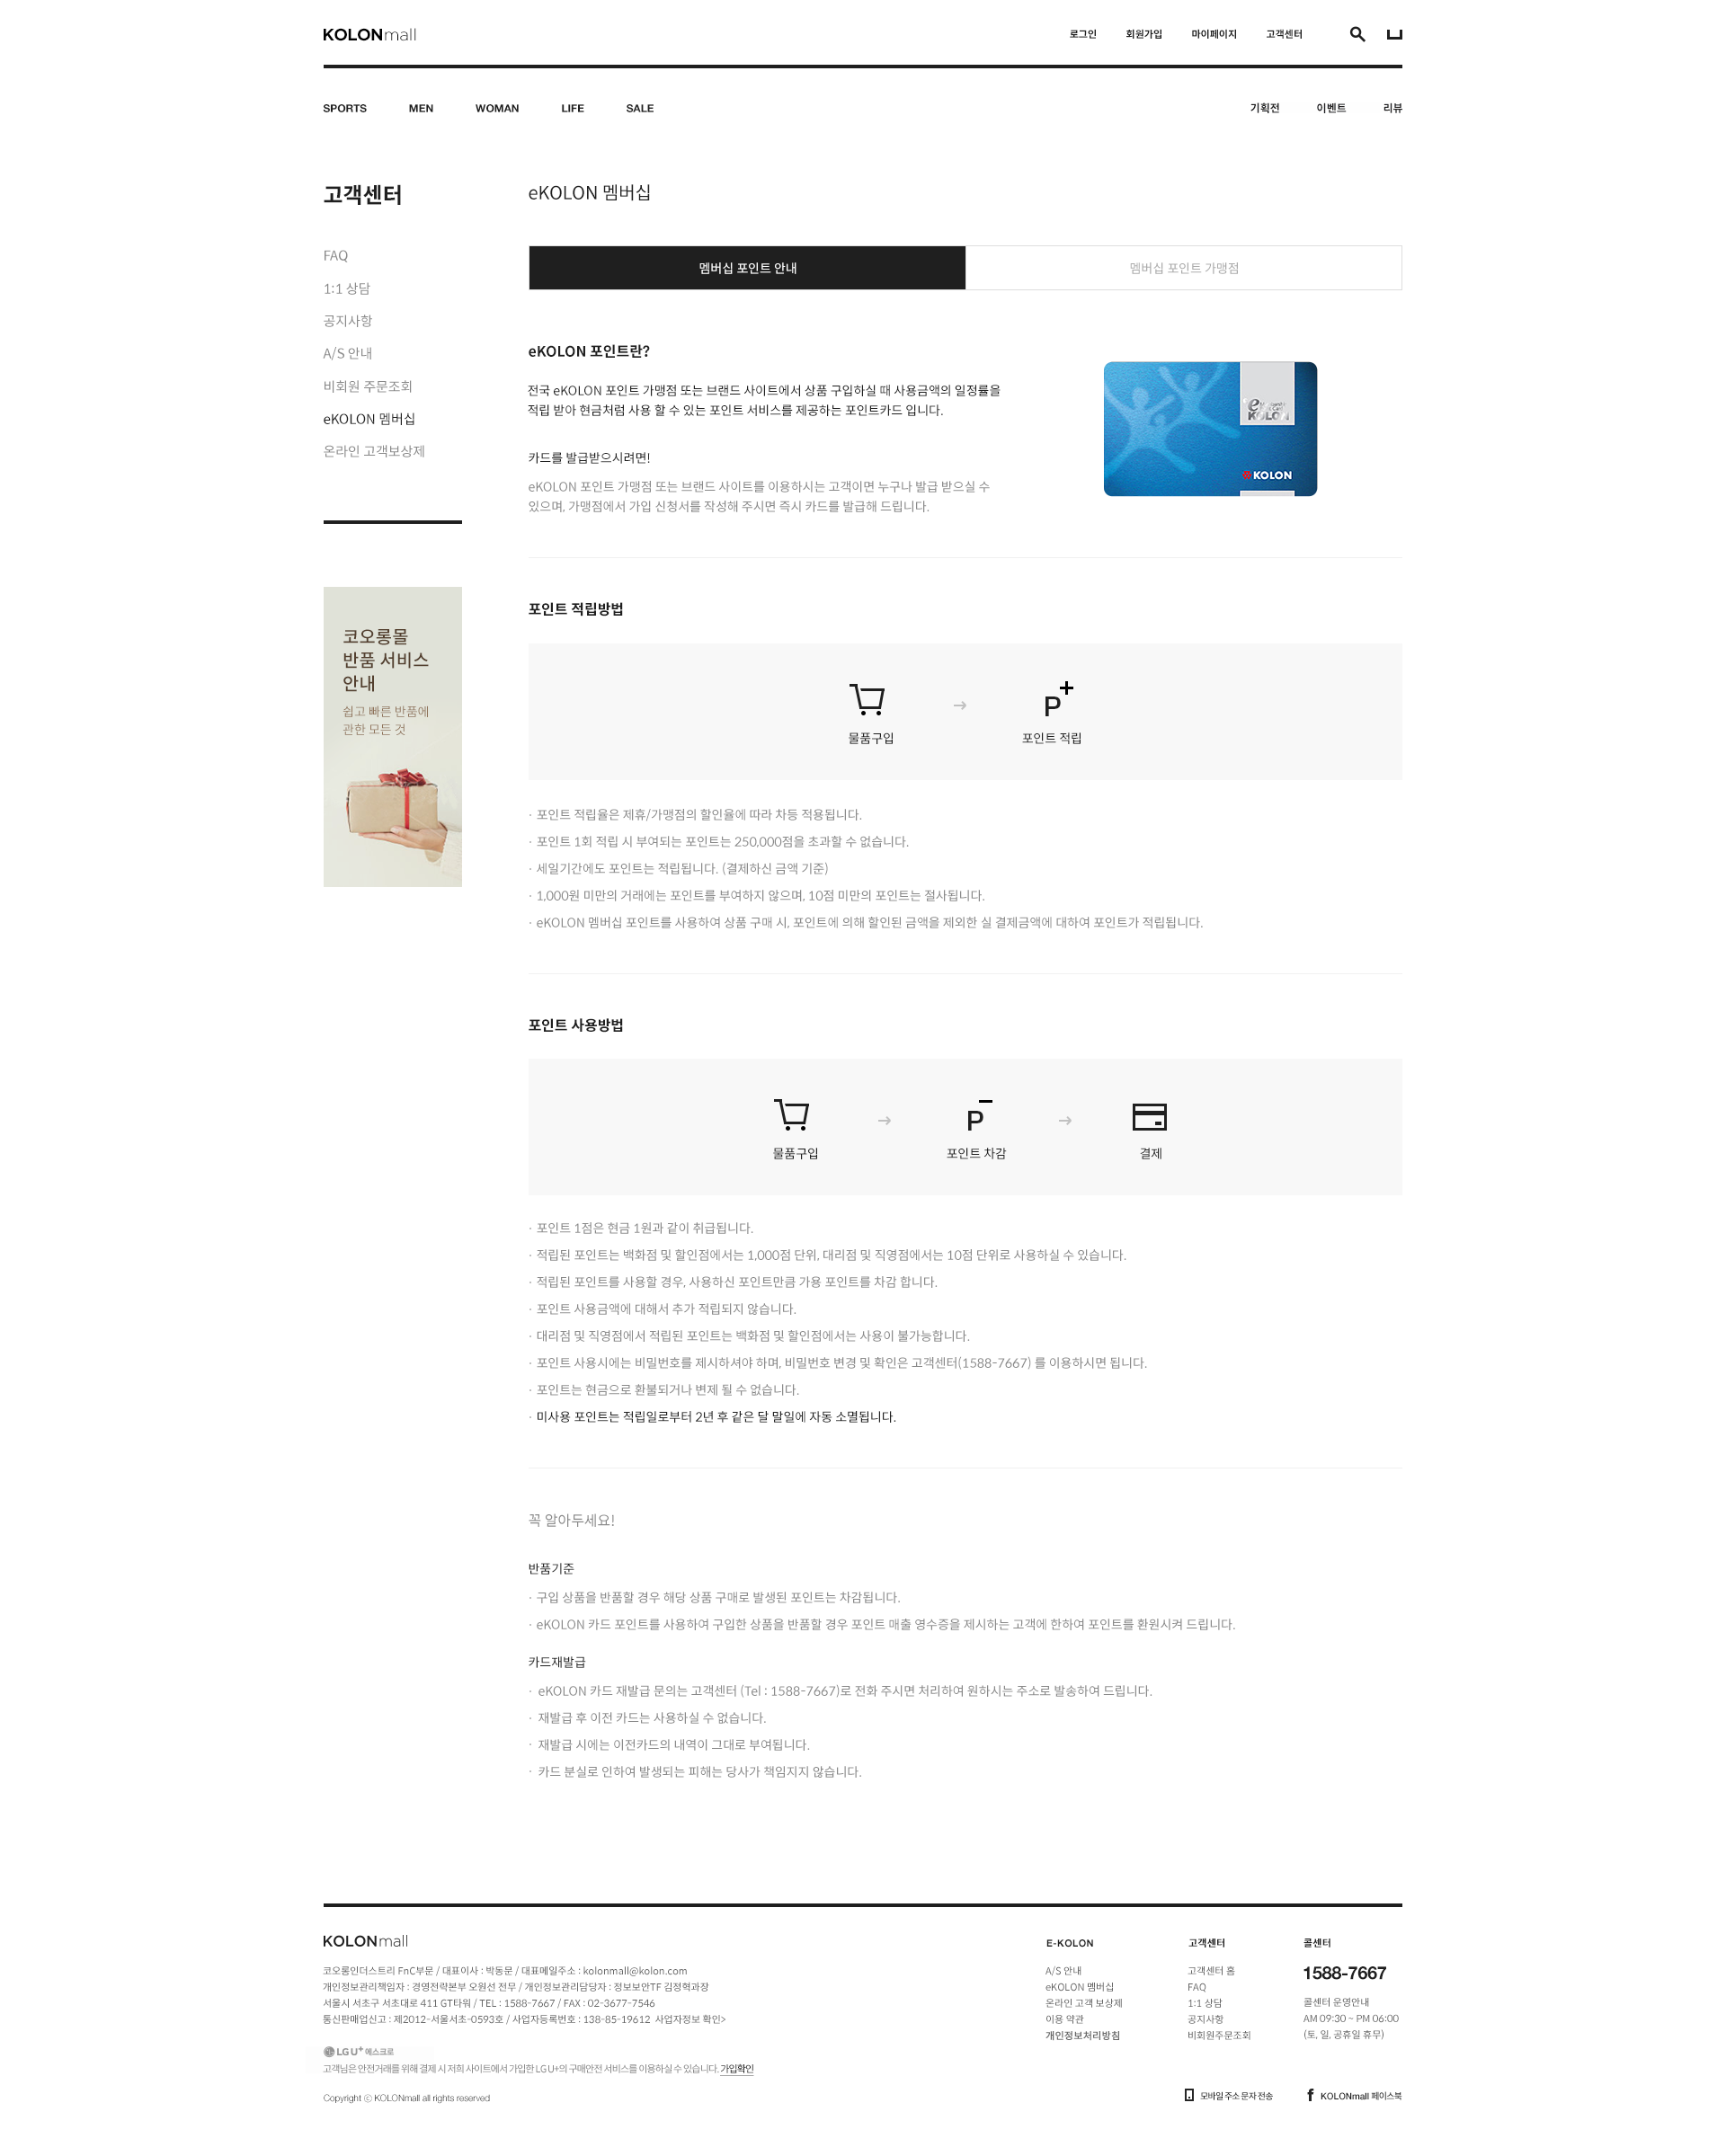 KOLONmall
로그인 회원가입 마이페이지 고객센터
SPORTS MEN WOMAN LIFE SALE
기획전 이벤트 리뷰
고객센터
FAQ
1:1 상담
공지사항
A/S 안내
비회원 주문조회
eKOLON 멤버십
온라인 고객보상제
코오롱몰
반품 서비스
안내
쉽고 빠른 반품에
관한 모든 것
eKOLON 멤버십
멤버십 포인트 안내 멤버십 포인트 가맹점
eKOLON 포인트란?
전국 eKOLON 포인트 가맹점 또는 브랜드 사이트에서 상품 구입하실 때 사용금액의 일정률을
적립 받아 현금처럼 사용 할 수 있는 포인트 서비스를 제공하는 포인트카드 입니다.
카드를 발급받으시려면!
eKOLON 포인트 가맹점 또는 브랜드 사이트를 이용하시는 고객이면 누구나 발급 받으실 수
있으며, 가맹점에서 가입 신청서를 작성해 주시면 즉시 카드를 발급해 드립니다.
KOLON
e KOLON
포인트 적립방법
P+
물품구입 포인트 적립
· 포인트 적립율은 제휴/가맹점의 할인율에 따라 차등 적용됩니다.
· 포인트 1회 적립 시 부여되는 포인트는 250,000점을 초과할 수 없습니다.
· 세일기간에도 포인트는 적립됩니다. (결제하신 금액 기준)
· 1,000원 미만의 거래에는 포인트를 부여하지 않으며, 10점 미만의 포인트는 절사됩니다.
· eKOLON 멤버십 포인트를 사용하여 상품 구매 시, 포인트에 의해 할인된 금액을 제외한 실 결제금액에 대하여 포인트가 적립됩니다.
포인트 사용방법
P-
물품구입 포인트 차감 결제
· 포인트 1점은 현금 1원과 같이 취급됩니다.
· 적립된 포인트는 백화점 및 할인점에서는 1,000점 단위, 대리점 및 직영점에서는 10점 단위로 사용하실 수 있습니다.
· 적립된 포인트를 사용할 경우, 사용하신 포인트만큼 가용 포인트를 차감 합니다.
· 포인트 사용금액에 대해서 추가 적립되지 않습니다.
· 대리점 및 직영점에서 적립된 포인트는 백화점 및 할인점에서는 사용이 불가능합니다.
· 포인트 사용시에는 비밀번호를 제시하셔야 하며, 비밀번호 변경 및 확인은 고객센터(1588-7667) 를 이용하시면 됩니다.
· 포인트는 현금으로 환불되거나 변제 될 수 없습니다.
· 미사용 포인트는 적립일로부터 2년 후 같은 달 말일에 자동 소멸됩니다.
꼭 알아두세요!
반품기준
· 구입 상품을 반품할 경우 해당 상품 구매로 발생된 포인트는 차감됩니다.
· eKOLON 카드 포인트를 사용하여 구입한 상품을 반품할 경우 포인트 매출 영수증을 제시하는 고객에 한하여 포인트를 환원시켜 드립니다.
카드재발급
· eKOLON 카드 재발급 문의는 고객센터 (Tel : 1588-7667)로 전화 주시면 처리하여 원하시는 주소로 발송하여 드립니다.
· 재발급 후 이전 카드는 사용하실 수 없습니다.
· 재발급 시에는 이전카드의 내역이 그대로 부여됩니다.
· 카드 분실로 인하여 발생되는 피해는 당사가 책임지지 않습니다.
KOLONmall
코오롱인더스트리 FnC부문 / 대표이사 : 박동문 / 대표메일주소 : kolonmall@kolon.com
개인정보관리책임자 : 경영전략본부 오원선 전무 / 개인정보관리담당자 : 정보보안TF 김정혁과장
서울시 서초구 서초대로 411 GT타워 / TEL : 1588-7667 / FAX : 02-3677-7546
통신판매업신고 : 제2012-서울서초-0593호 / 사업자등록번호 : 138-85-19612 사업자정보 확인>
LG U+ 에스크로
고객님은 안전거래를 위해 결제 시 저희 사이트에서 가입한 LG U+의 구매안전 서비스를 이용하실 수 있습니다. 가입확인
Copyright ⓒ KOLONmall all rights reserved
E-KOLON
A/S 안내
eKOLON 멤버십
온라인 고객 보상제
이용 약관
개인정보처리방침
고객센터
고객센터 홈
FAQ
1:1 상담
공지사항
비회원주문조회
콜센터
1588-7667
콜센터 운영안내
AM 09:30 ~ PM 06:00
(토, 일, 공휴일 휴무)
모바일주소문자전송 KOLONmall 페이스북